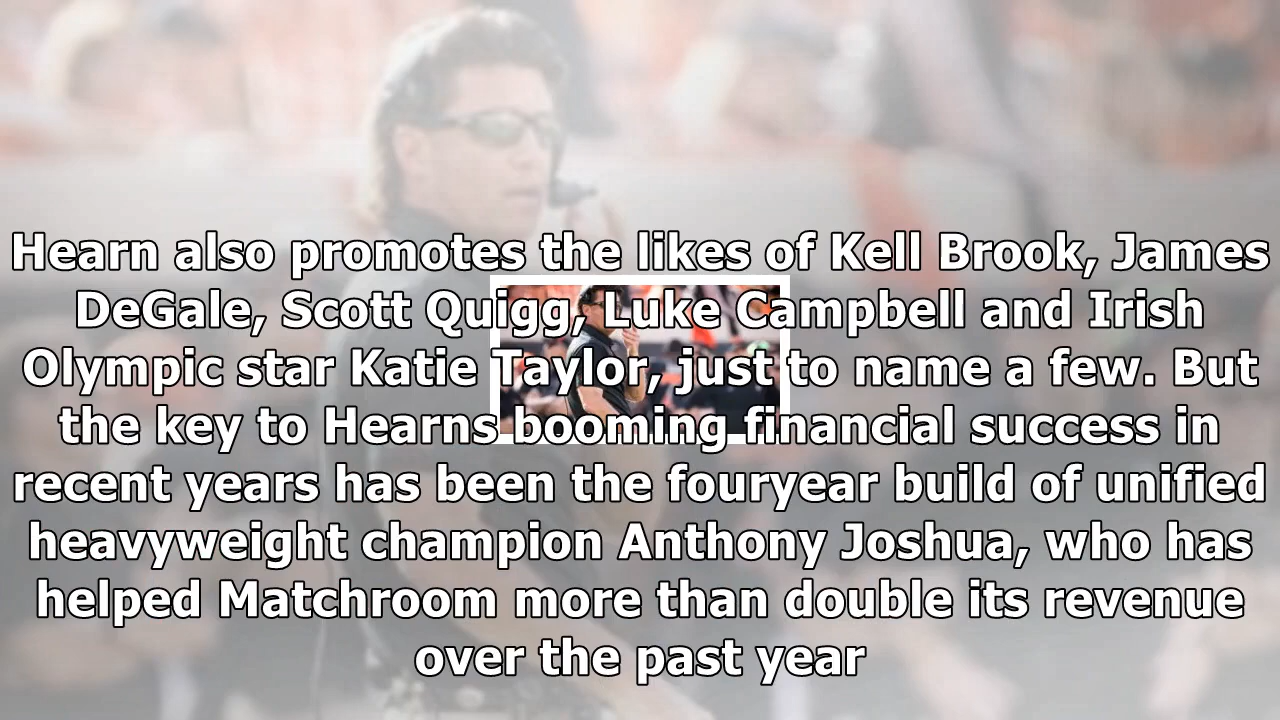 Hearn also promotes the likes of Kell Brook, James
DeGale, Scott Quigg, Luke Campbell and Irish
Olympic star Katie Taylor, just to name a few. But
the key to Hearns booming financial success in
recent years has been the fouryear build of unified
heavyweight champion Anthony Joshua, who has
helped Matchroom more than double its revenue
over the past year